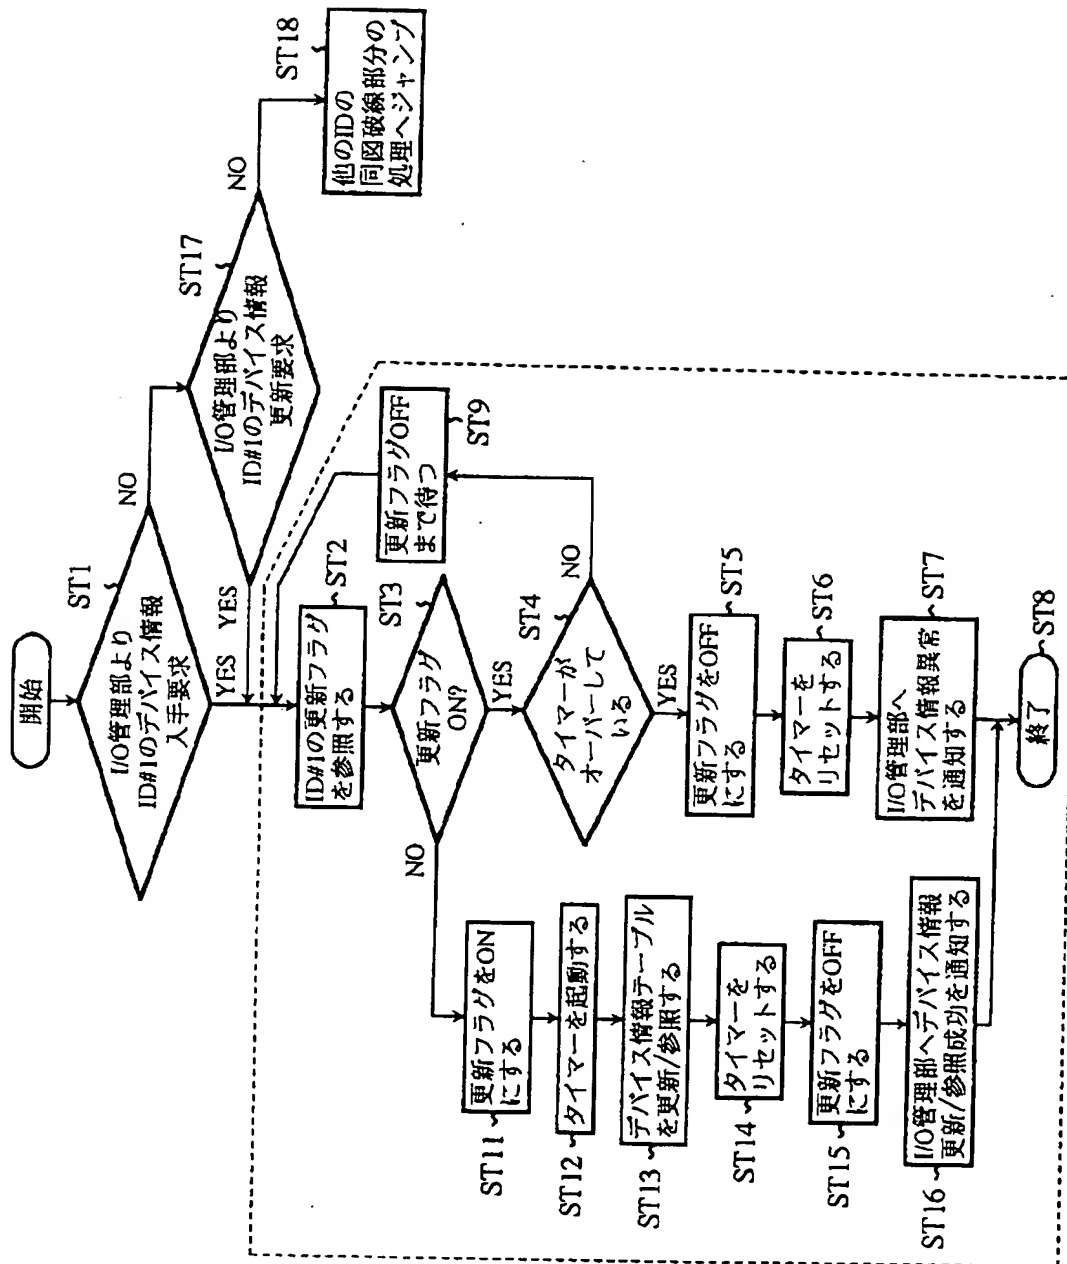 開始
ST1
I/O管理部より
ID#1のデバイス情報
入手要求
NO
YES
ST17
I/O管理部より
ID#1のデバイス情報
更新要求
NO
YES
ST18
他のIDの
同図破線部分の
処理へジャンプ
ST2
ID#1の更新フラグ
を参照する
ST3
更新フラグ
ON?
NO
YES
ST4
タイマーが
オーバーして
いる
NO
YES
ST9
更新フラグOFF
まで待つ
ST5
更新フラグをOFF
にする
ST6
タイマーを
リセットする
ST7
I/O管理部へ
デバイス情報異常
を通知する
ST8
終了
ST11
更新フラグをON
にする
ST12
タイマーを起動する
ST13
デバイス情報テーブル
を更新/参照する
ST14
タイマーを
リセットする
ST15
更新フラグをOFF
にする
ST16
I/O管理部へデバイス情報
更新/参照成功を通知する